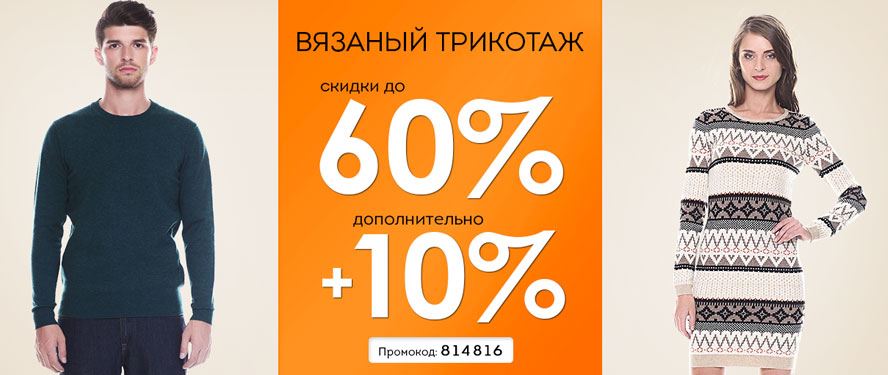 ВЯЗАНЫЙ ТРИКОТАЖ
скидки до
60%
дополнительно
+10%
Промокод: 814816